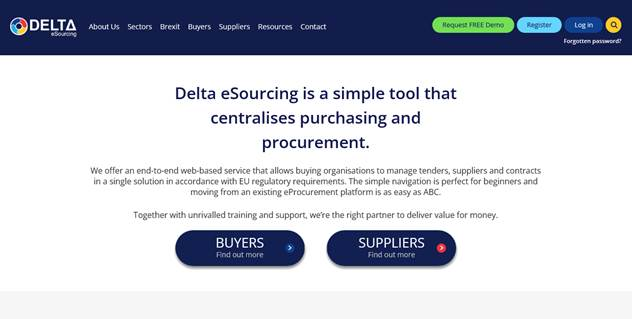 DELTA
eSourcing
About Us Sectors Brexit Buyers Suppliers Resources Contact
Request FREE Demo Register Log in
Forgotten password?
Delta eSourcing is a simple tool that
centralises purchasing and
procurement.
We offer an end-to-end web-based service that allows buying organisations to manage tenders, suppliers and contracts
in a single solution in accordance with EU regulatory requirements. The simple navigation is perfect for beginners and
moving from an existing eProcurement platform is as easy as ABC.
Together with unrivalled training and support, we're the right partner to deliver value for money.
BUYERS SUPPLIERS
Find out more Find out more